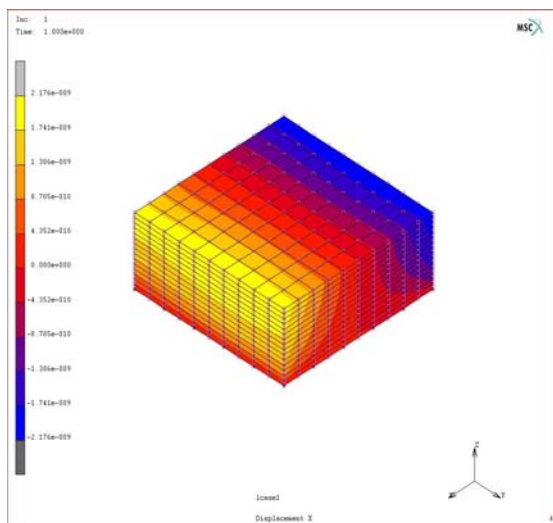 Inc: 1
Time: 1.000e+000
MSC X
2.176e-009
1.741e-009
1.306e-009
8.705e-010
4.352e-010
0.000e+000
-4.352e-010
-8.705e-010
-1.306e-009
-1.741e-009
-2.176e-009
lcase1
Displacement X
Z
X
Y
4